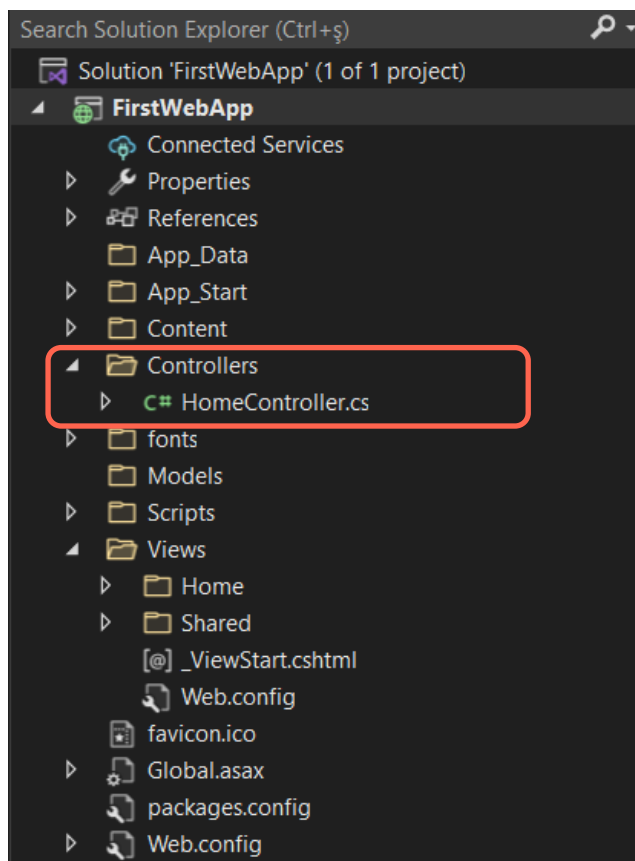 Search Solution Explorer (Ctrl+ş)
Solution 'FirstWebApp' (1 of 1 project)
FirstWebApp
Connected Services
Properties
References
App_Data
App_Start
Content
Controllers
C# HomeController.cs
fonts
Models
Scripts
Views
Home
Shared
[@] _ViewStart.cshtml
Web.config
favicon.ico
Global.asax
packages.config
Web.config